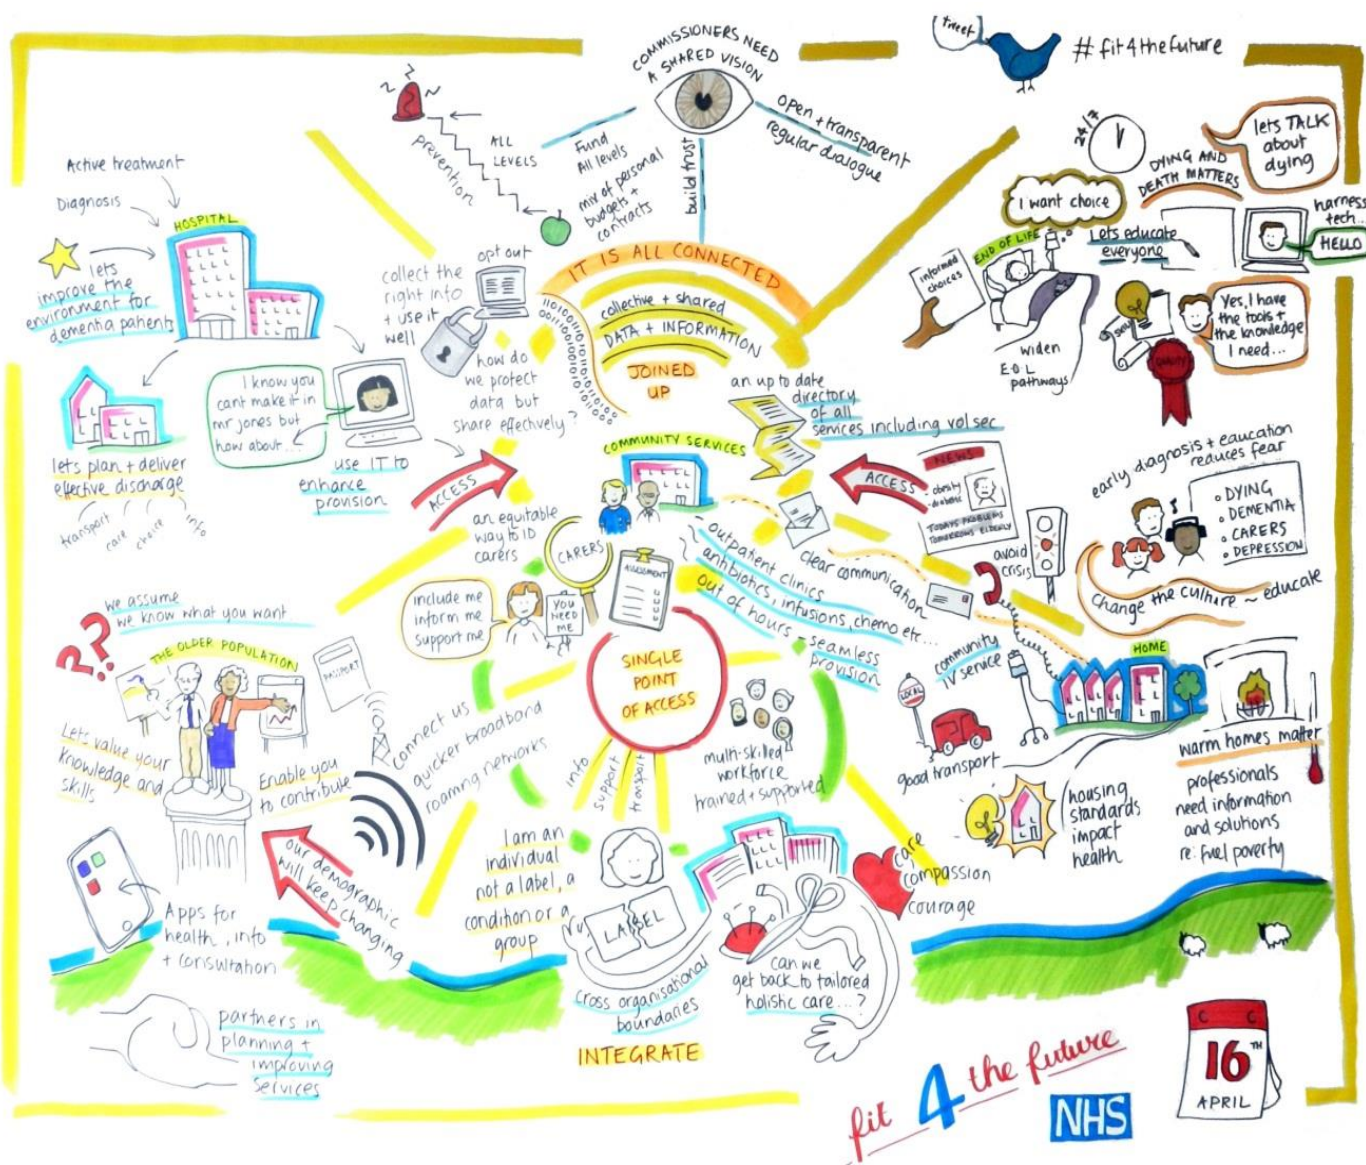 COMMISSIONERS NEED
A SHARED VISION
tweet
# fit4thefuture
ALL
LEVELS
prevention
Fund
All levels
mix of personal
budgets +
contracts
build trust
open + transparent
regular dialogue
24/7
lets TALK
about
dying
DYING AND
DEATH MATTERS
I want choice
harness
tech...
HELLO
Lets educate
everyone
END OF LIFE
informed
choices
widen
E.O.L
pathways
Yes, I have
the tools +
the knowledge
I need...
QUALITY
Active treatment
Diagnosis
HOSPITAL
lets
improve the
environment for
dementia patients
lets plan + deliver
effective discharge
transport
care
choice
info
I know you
cant make it in
mr jones but
how about...
use IT to
enhance
provision
collect the
right info
+ use it
well
opt out
how do
we protect
data but
share effectively?
IT IS ALL CONNECTED
collective + shared
DATA + INFORMATION
JOINED
UP
an up to date
directory
of all
services including vol sec
COMMUNITY SERVICES
ACCESS
ACCESS
NEWS
obesity
diabetic
TODAYS PROBLEMS
TOMORROWS ELDERLY
early diagnosis + education
reduces fear
DYING
DEMENTIA
CARERS
DEPRESSION
change the culture ~ educate
avoid
crisis
clear communication
an equitable
way to ID
carers
CARERS
ASSESSMENT
include me
inform me
support me
YOU
NEED
ME
outpatient clinics
antibiotics, infusions, chemo etc...
out of hours - seamless
provision
SINGLE
POINT
OF ACCESS
info
support
transport
multi-skilled
workforce
trained + supported
community
IV service
LOCAL
good transport
HOME
warm homes matter
housing
standards
impact
health
professionals
need information
and solutions
re: fuel poverty
we assume
we know what you want
??
THE OLDER POPULATION
PASSPORT
Lets value your
knowledge and
skills
Enable you
to contribute
connect us
quicker broadband
roaming networks
our demographic
will keep changing
Apps for
health, info
+ consultation
partners in
planning +
improving
services
I am an
individual
not a label, a
condition or a
group
LABEL
cross organisational
boundaries
INTEGRATE
can we
get back to tailored
holistic care...?
care
compassion
courage
fit 4 the future
NHS
16TH
APRIL